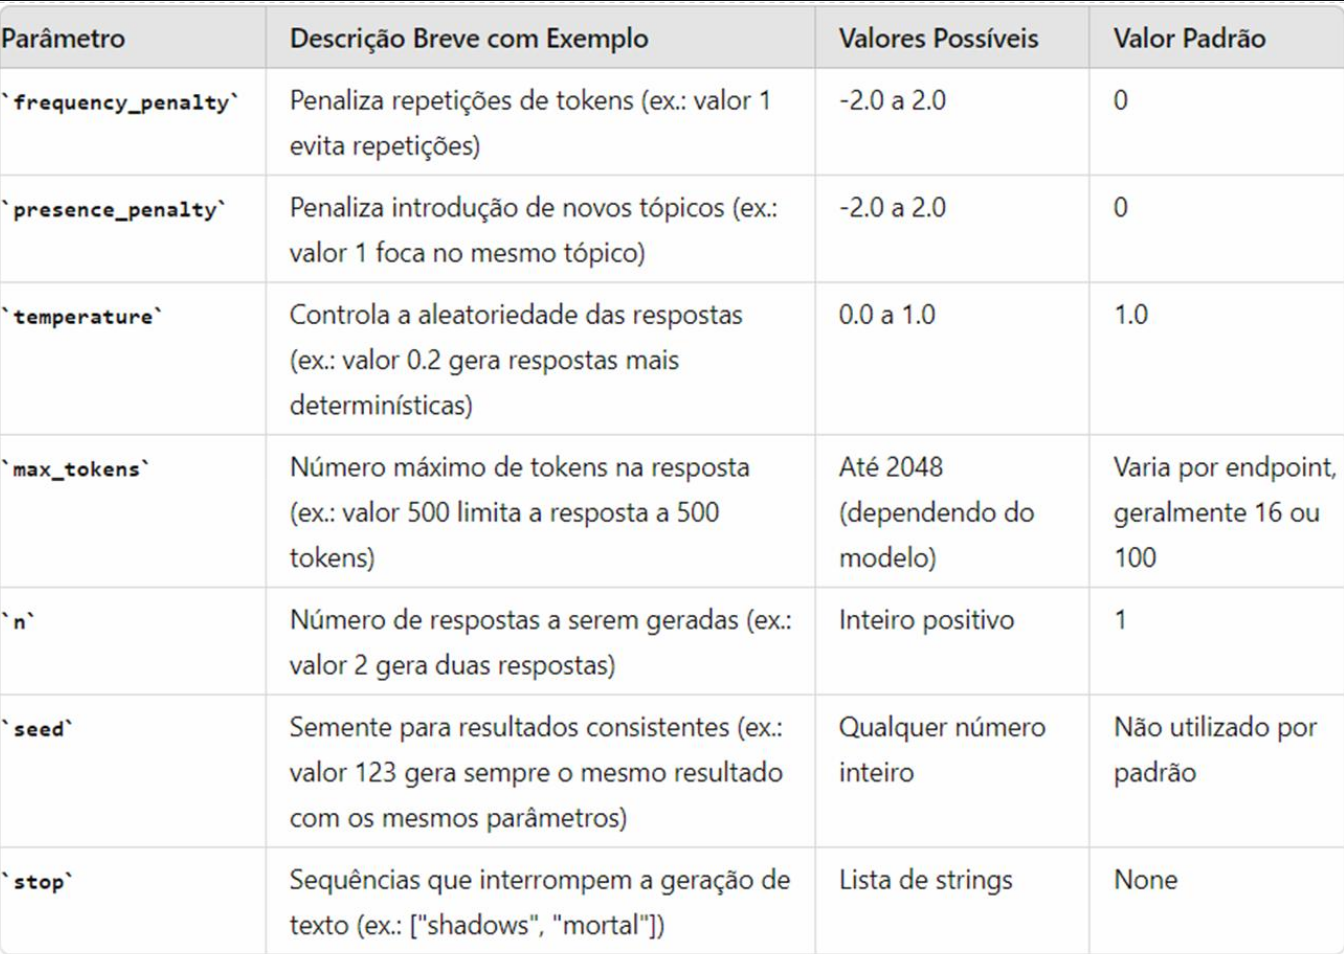 Parâmetro Descrição Breve com Exemplo Valores Possíveis Valor Padrão
`frequency_penalty` Penaliza repetições de tokens (ex.: valor 1 -2.0 a 2.0 0
evita repetições)
`presence_penalty` Penaliza introdução de novos tópicos (ex.: -2.0 a 2.0 0
valor 1 foca no mesmo tópico)
`temperature` Controla a aleatoriedade das respostas 0.0 a 1.0 1.0
(ex.: valor 0.2 gera respostas mais
determinísticas)
`max_tokens` Número máximo de tokens na resposta Até 2048 Varia por endpoint,
(ex.: valor 500 limita a resposta a 500 (dependendo do geralmente 16 ou
tokens) modelo) 100
`n` Número de respostas a serem geradas (ex.: Inteiro positivo 1
valor 2 gera duas respostas)
`seed` Semente para resultados consistentes (ex.: Qualquer número Não utilizado por
valor 123 gera sempre o mesmo resultado inteiro padrão
com os mesmos parâmetros)
`stop` Sequências que interrompem a geração de Lista de strings None
texto (ex.: ["shadows", "mortal"])